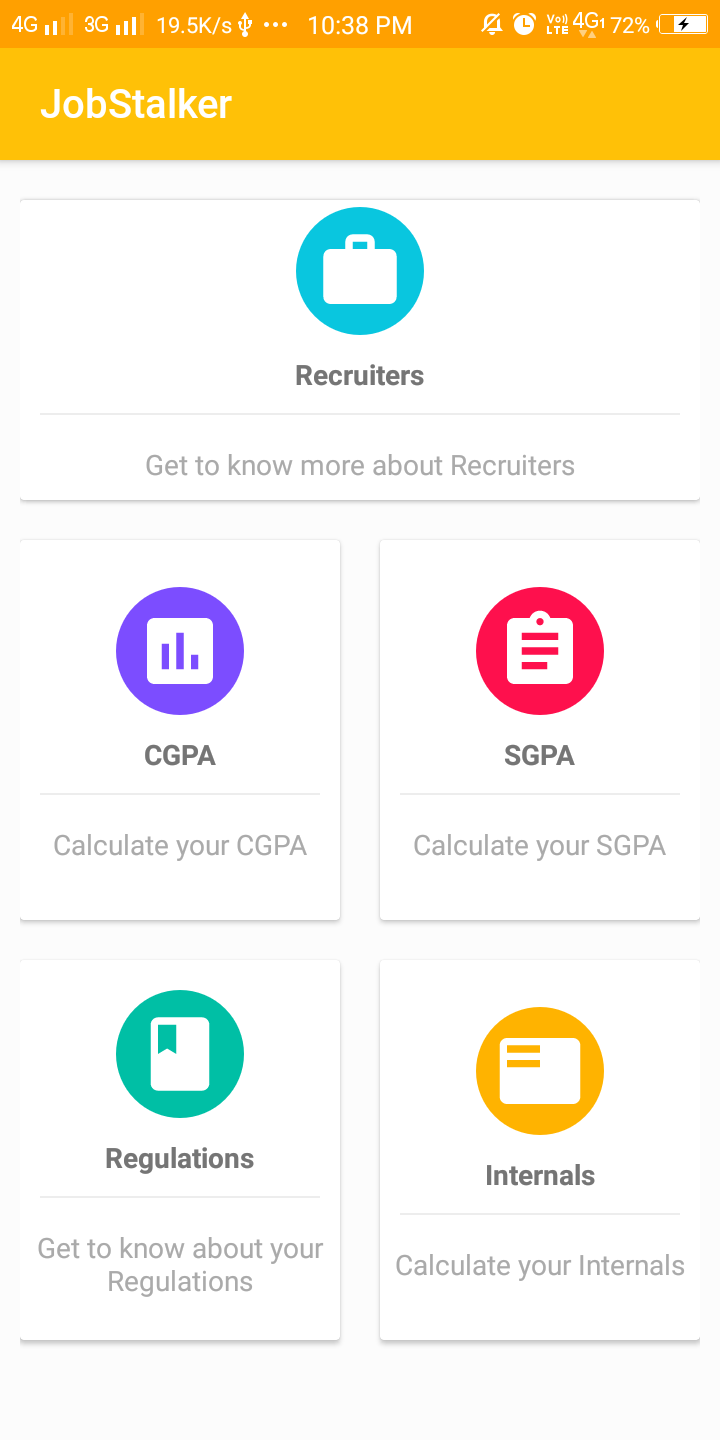 4G 3G 19.5K/s 10:38 PM Vo)) LTE 4G1 72%
JobStalker
Recruiters
Get to know more about Recruiters
CGPA
SGPA
Calculate your CGPA
Calculate your SGPA
Regulations
Internals
Get to know about your
Regulations
Calculate your Internals